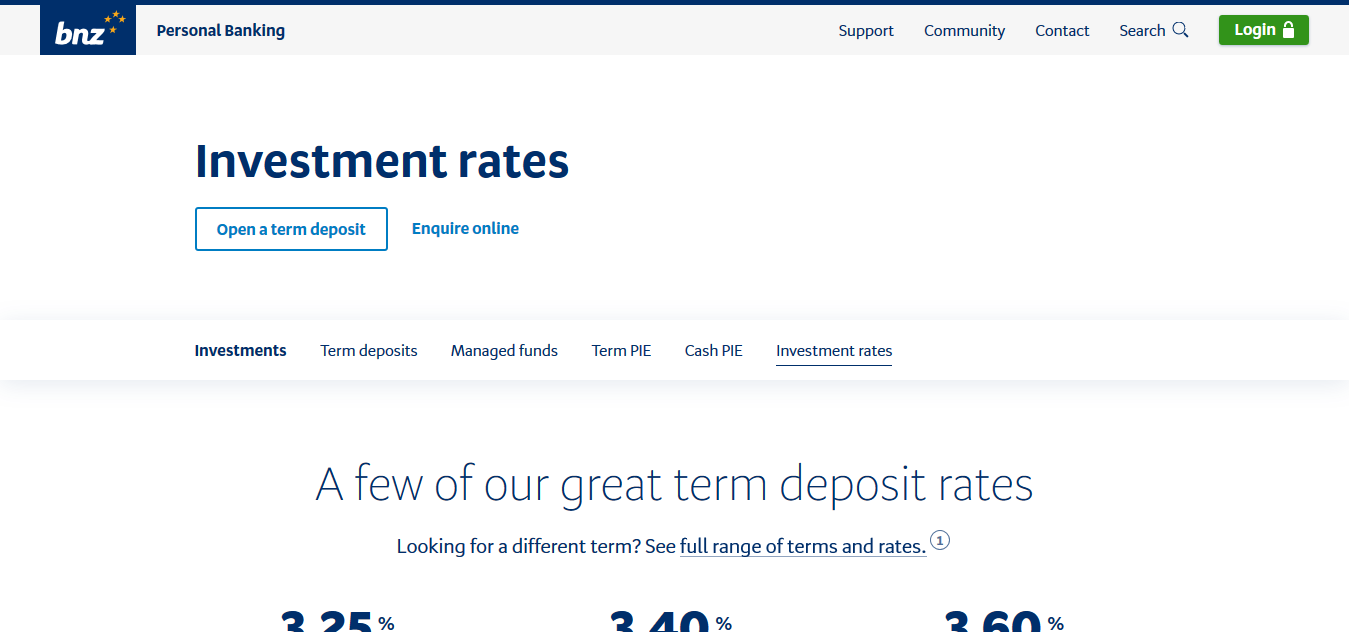 bnz
Personal Banking
Support Community Contact Search Login
Investment rates
Open a term deposit Enquire online
Investments Term deposits Managed funds Term PIE Cash PIE Investment rates
A few of our great term deposit rates
Looking for a different term? See full range of terms and rates. 1
3.25% 3.40% 3.60%